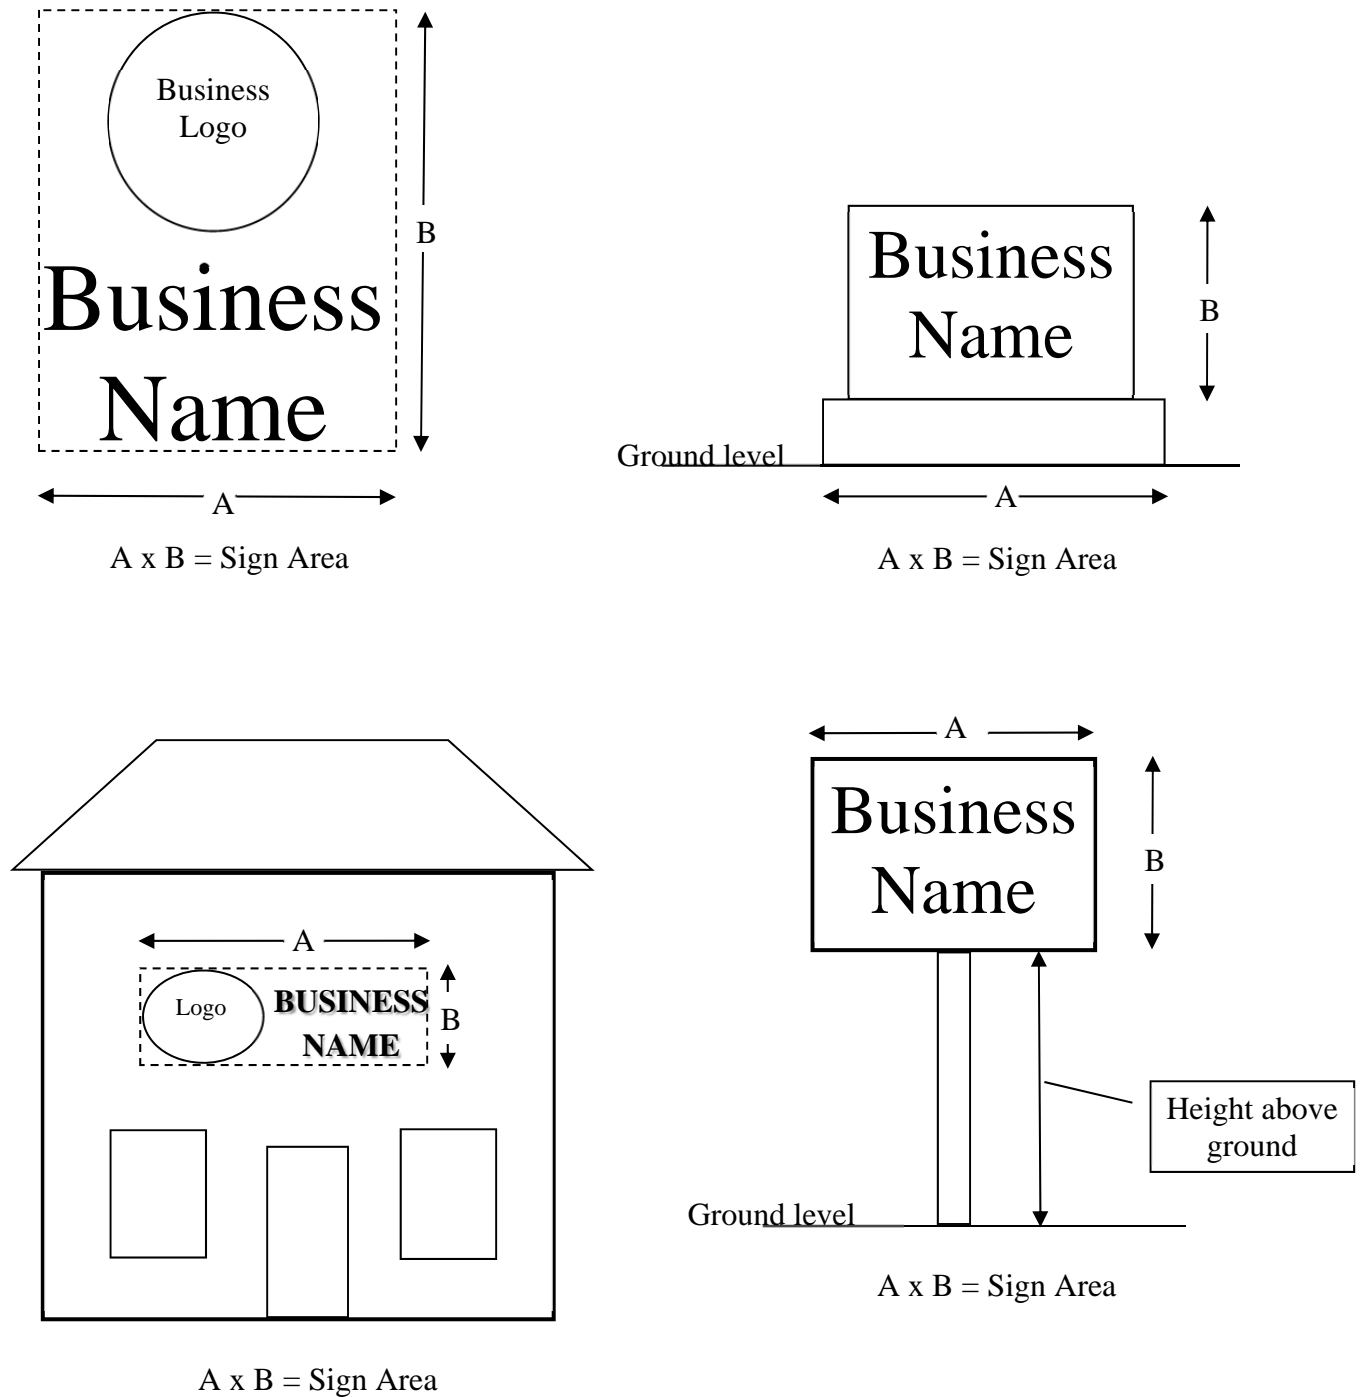 Business
Logo
B
Business
Name
A
A x B = Sign Area
Business
Name
B
Ground level
A
A x B = Sign Area
A
Logo
BUSINESS
NAME
B
A x B = Sign Area
A
Business
Name
B
Height above
ground
Ground level
A x B = Sign Area